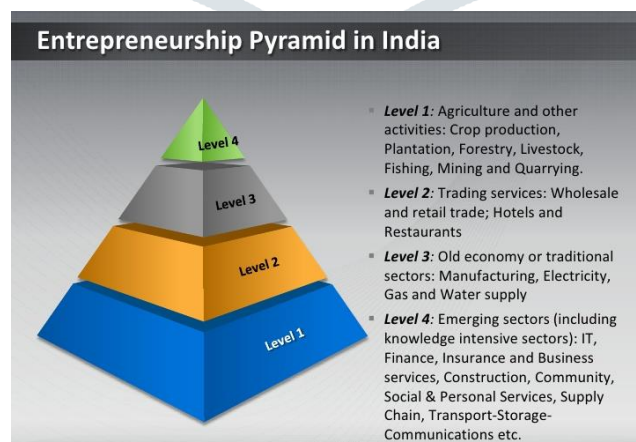 Entrepreneurship Pyramid in India
Level 4
Level 3
Level 2
Level 1
Level 1: Agriculture and other
activities: Crop production,
Plantation, Forestry, Livestock,
Fishing, Mining and Quarrying.
Level 2: Trading services: Wholesale
and retail trade; Hotels and
Restaurants
Level 3: Old economy or traditional
sectors: Manufacturing, Electricity,
Gas and Water supply
Level 4: Emerging sectors (including
knowledge intensive sectors): IT,
Finance, Insurance and Business
services, Construction, Community,
Social & Personal Services, Supply
Chain, Transport-Storage-
Communications etc.